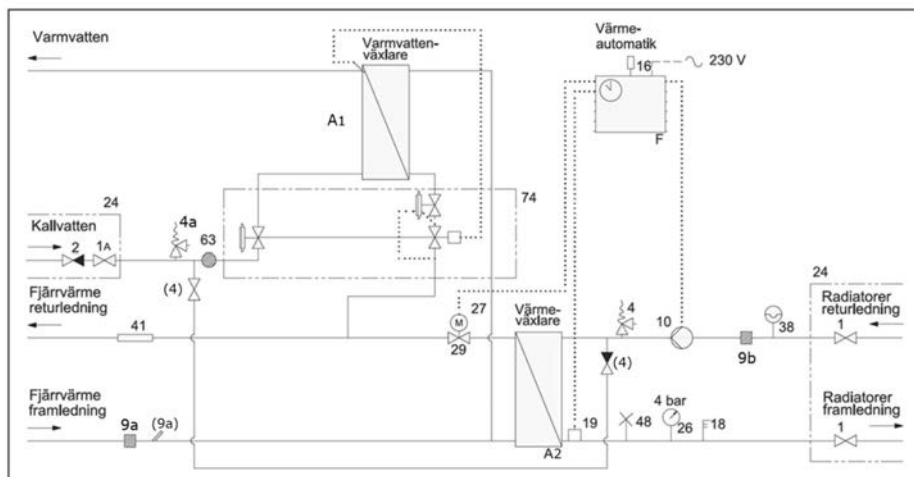 Varmvatten
Varmvatten-
växlare
Värme-
automatik
16
230 V
A1
F
24
74
Kallvatten
4a
63
2
1A
(4)
Fjärrvärme
returledning
41
27
M
29
Värme-
växlare
4
10
(4)
9b
38
24
Radiatorer
returledning
1
Fjärrvärme
framledning
9a
(9a)
A2
19
48
4 bar
26
18
Radiatorer
framledning
1